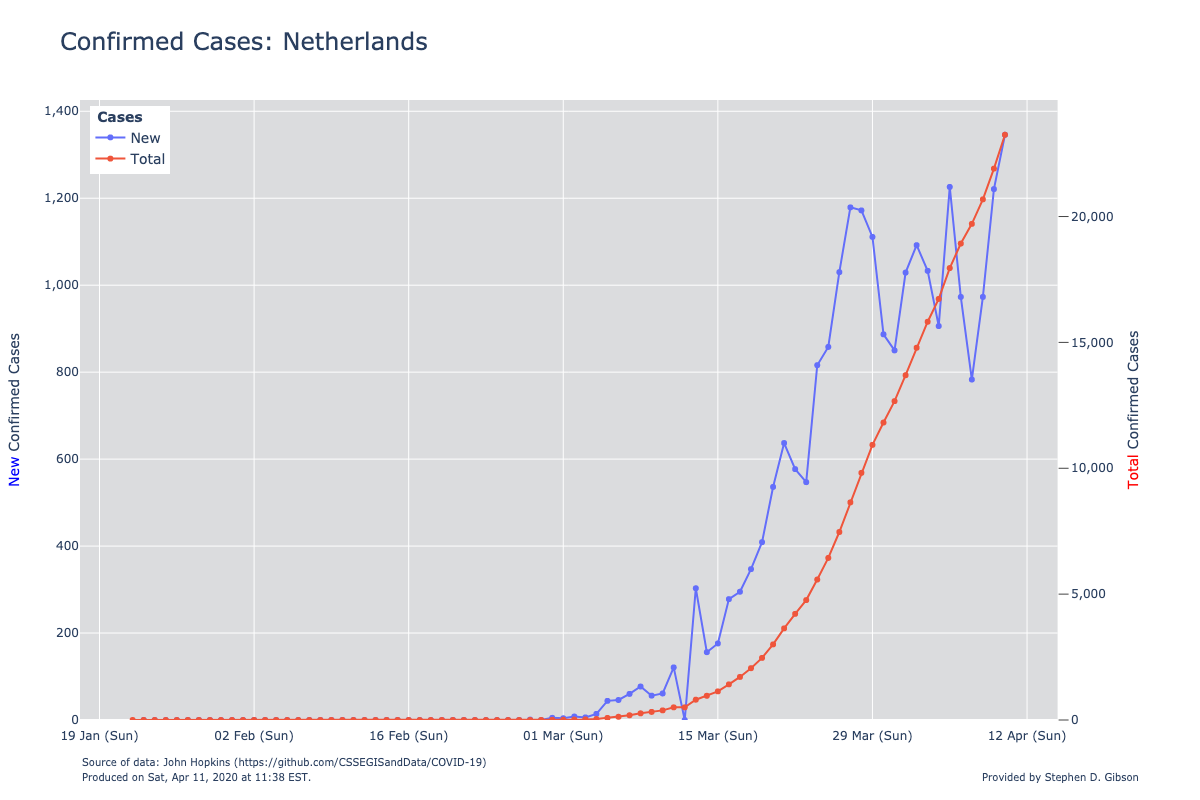 Confirmed Cases: Netherlands
Cases
New
Total
1,400
1,200
1,000
800
600
400
200
0
New Confirmed Cases
20,000
15,000
10,000
5,000
0
Total Confirmed Cases
19 Jan (Sun)
02 Feb (Sun)
16 Feb (Sun)
01 Mar (Sun)
15 Mar (Sun)
29 Mar (Sun)
12 Apr (Sun)
Source of data: John Hopkins (https://github.com/CSSEGISandData/COVID-19)
Produced on Sat, Apr 11, 2020 at 11:38 EST.
Provided by Stephen D. Gibson